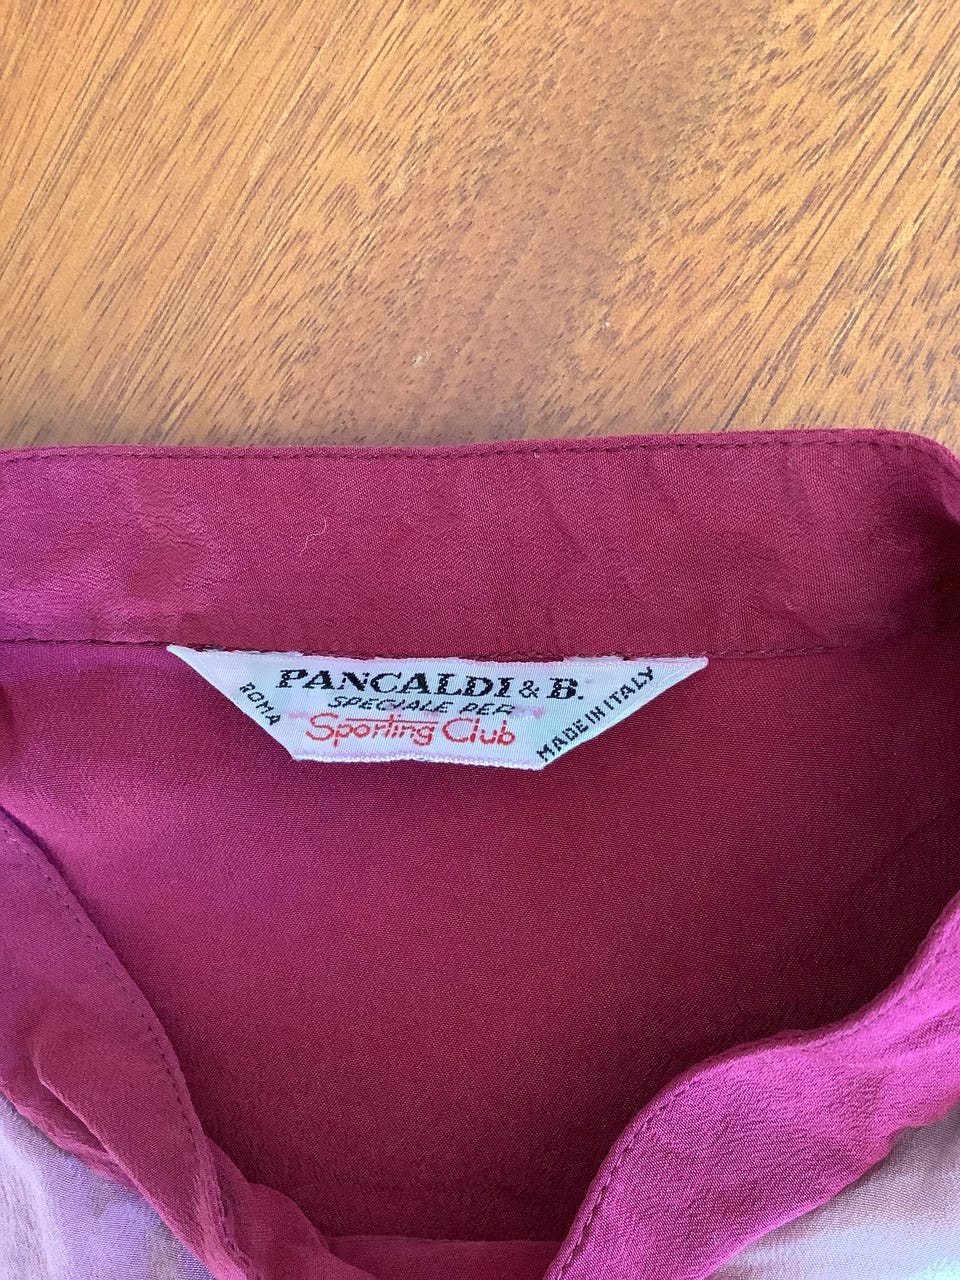 PANCALDI & B.
SPECIALE PER
Sporting Club
ROMA
MADE IN ITALY